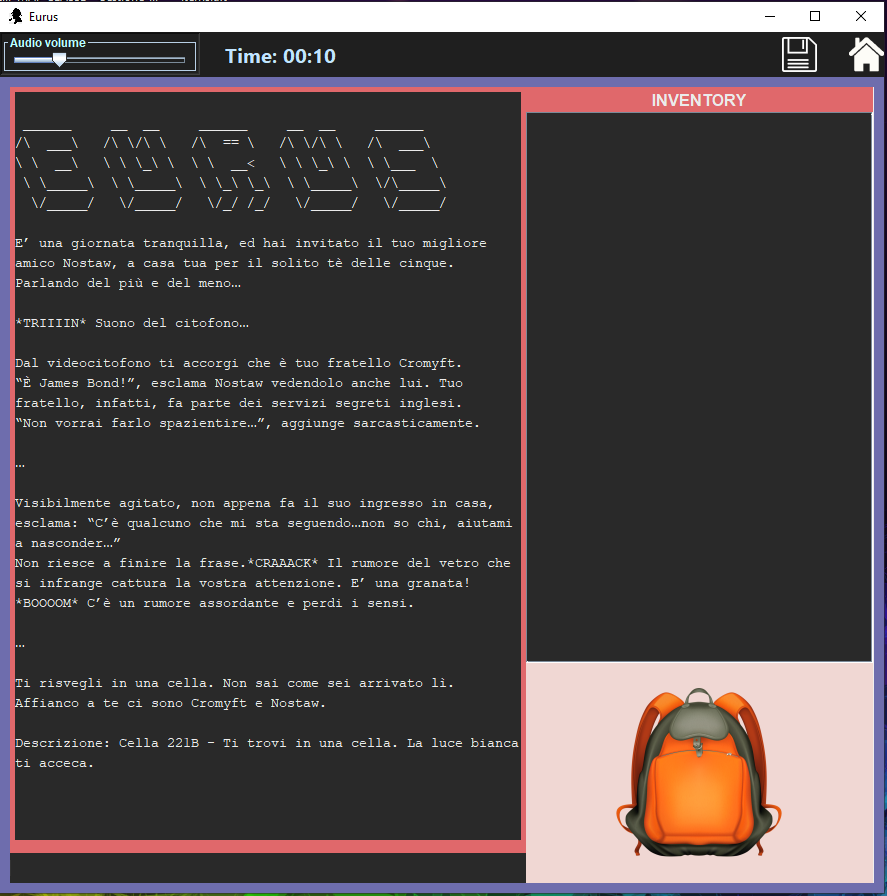 Eurus
Audio volume
Time: 00:10
INVENTORY
EURUS
E’ una giornata tranquilla, ed hai invitato il tuo migliore
amico Nostaw, a casa tua per il solito tè delle cinque.
Parlando del più e del meno…
*TRIIIIN* Suono del citofono…
Dal videocitofono ti accorgi che è tuo fratello Cromyft.
“È James Bond!”, esclama Nostaw vedendolo anche lui. Tuo
fratello, infatti, fa parte dei servizi segreti inglesi.
“Non vorrai farlo spazientire…”, aggiunge sarcasticamente.
…
Visibilmente agitato, non appena fa il suo ingresso in casa,
esclama: “C’è qualcuno che mi sta seguendo…non so chi, aiutami
a nasconder…”
Non riesce a finire la frase.*CRAAACK* Il rumore del vetro che
si infrange cattura la vostra attenzione. E’ una granata!
*BOOOOM* C’è un rumore assordante e perdi i sensi.
…
Ti risvegli in una cella. Non sai come sei arrivato lì.
Affianco a te ci sono Cromyft e Nostaw.
Descrizione: Cella 221B - Ti trovi in una cella. La luce bianca
ti acceca.